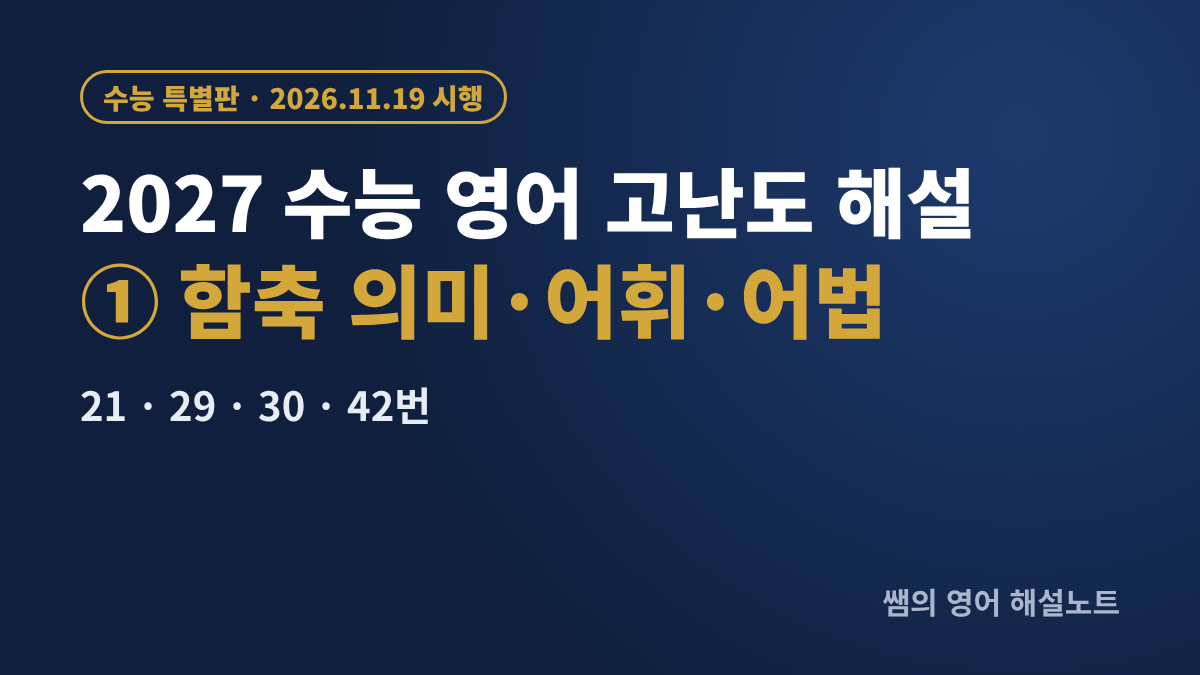 수능 특별판 · 2026.11.19 시행
2027 수능 영어 고난도 해설
① 함축 의미·어휘·어법
21 · 29 · 30 · 42번
쌤의 영어 해설노트